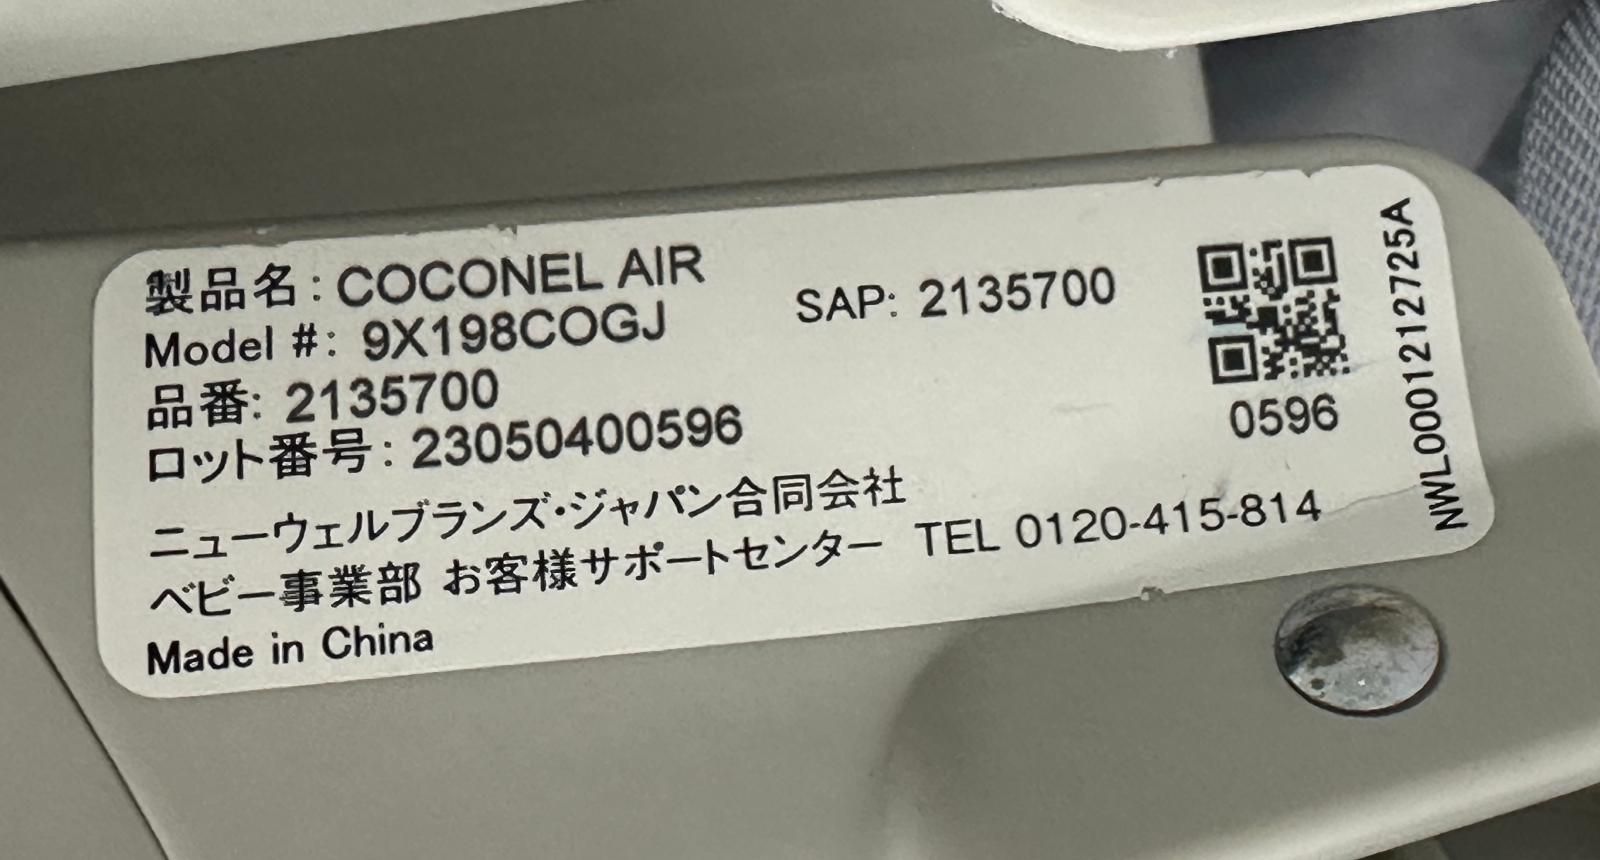 製品名: COCONEL AIR
Model #: 9X198COGJ
SAP: 2135700
品番: 2135700
ロット番号: 23050400596
0596
NWL0001212725A
ニューウェルブランズ・ジャパン合同会社
ベビー事業部 お客様サポートセンター TEL 0120-415-814
Made in China